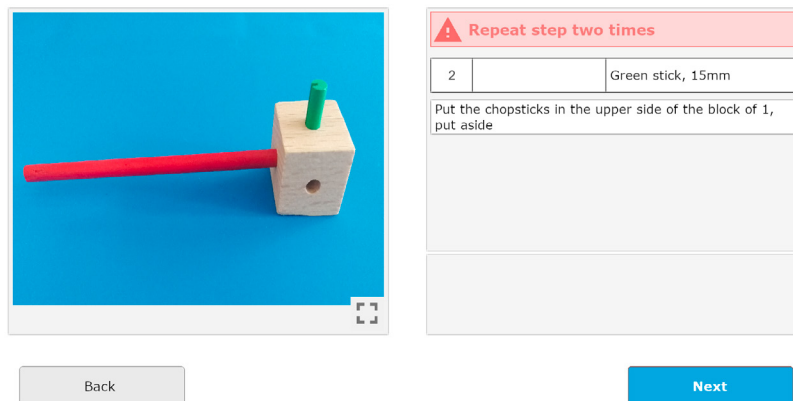 Repeat step two times
2 Green stick, 15mm
Put the chopsticks in the upper side of the block of 1,
put aside
Back
Next